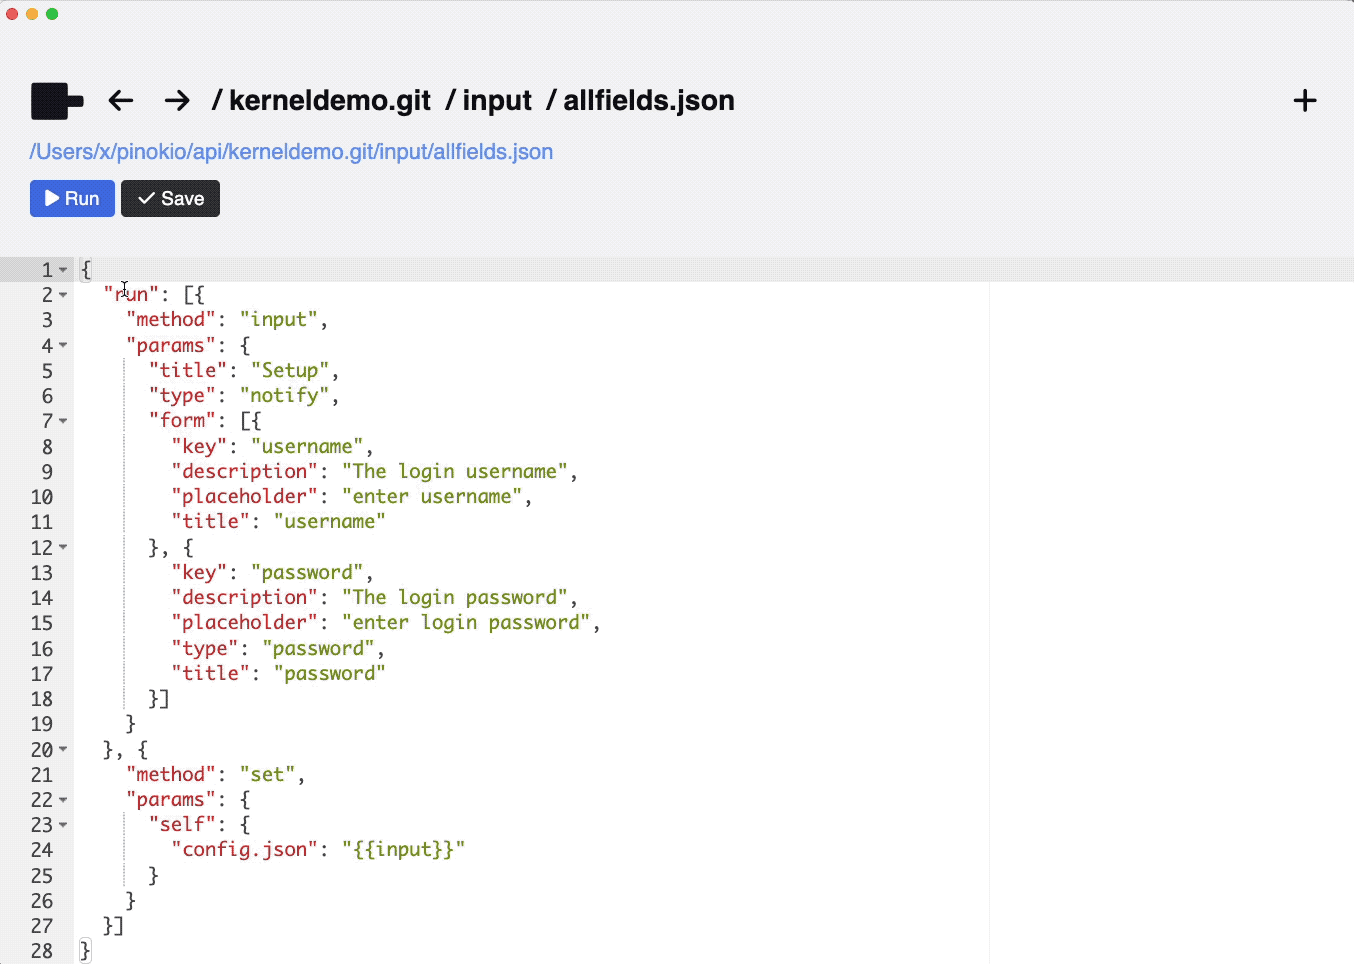 / kerneldemo.git / input / allfields.json
/Users/x/pinokio/api/kerneldemo.git/input/allfields.json
Run Save
1 {
2 "run": [{
3 "method": "input",
4 "params": {
5 "title": "Setup",
6 "type": "notify",
7 "form": [{
8 "key": "username",
9 "description": "The login username",
10 "placeholder": "enter username",
11 "title": "username"
12 }, {
13 "key": "password",
14 "description": "The login password",
15 "placeholder": "enter login password",
16 "type": "password",
17 "title": "password"
18 }]
19 }
20 }, {
21 "method": "set",
22 "params": {
23 "self": {
24 "config.json": "{{input}}"
25 }
26 }
27 }]
28 }